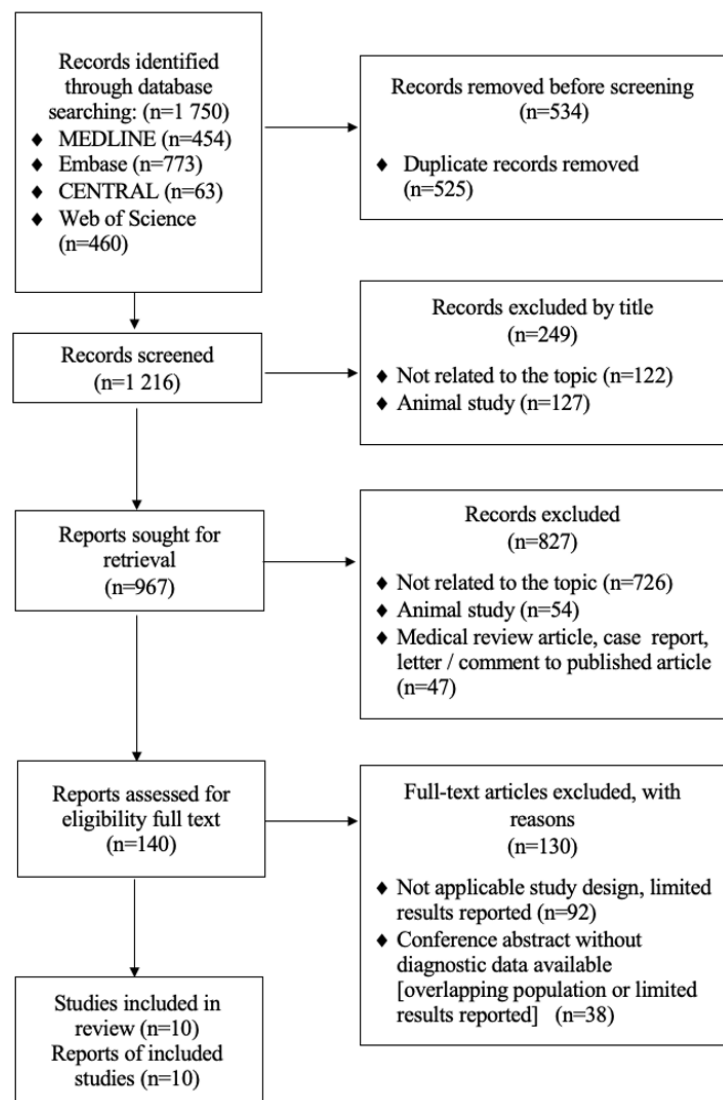 Records identified
through database
searching: (n=1 750)
♦ MEDLINE (n=454)
♦ Embase (n=773)
♦ CENTRAL (n=63)
♦ Web of Science
(n=460)
Records removed before screening
(n=534)
♦ Duplicate records removed
(n=525)
Records screened
(n=1 216)
Records excluded by title
(n=249)
♦ Not related to the topic (n=122)
♦ Animal study (n=127)
Reports sought for
retrieval
(n=967)
Records excluded
(n=827)
♦ Not related to the topic (n=726)
♦ Animal study (n=54)
♦ Medical review article, case report,
letter / comment to published article
(n=47)
Reports assessed for
eligibility full text
(n=140)
Full-text articles excluded, with
reasons
(n=130)
♦ Not applicable study design, limited
results reported (n=92)
♦ Conference abstract without
diagnostic data available
[overlapping population or limited
results reported] (n=38)
Studies included in
review (n=10)
Reports of included
studies (n=10)